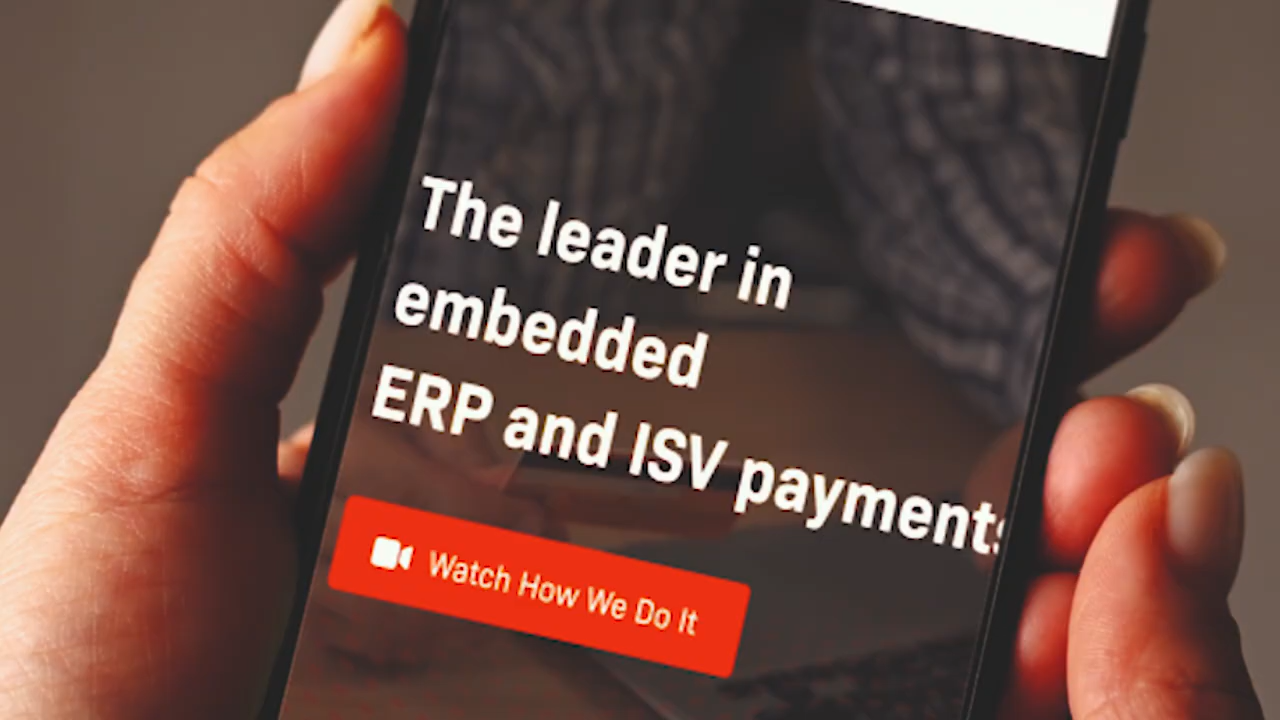 The leader in
embedded
ERP and ISV payments
Watch How We Do It